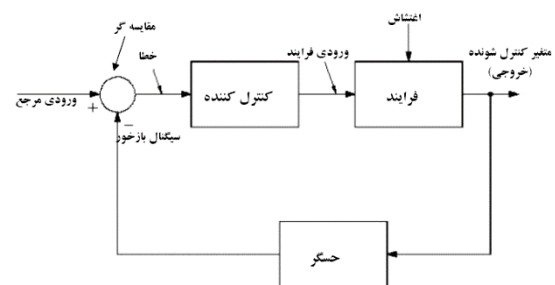 مقایسه گر
اغتشاش
خطا
ورودی فرایند
متغیر کنترل شونده
(خروجی)
ورودی مرجع
+
کنترل کننده
فرایند
−
سیگنال بازخور
حسگر